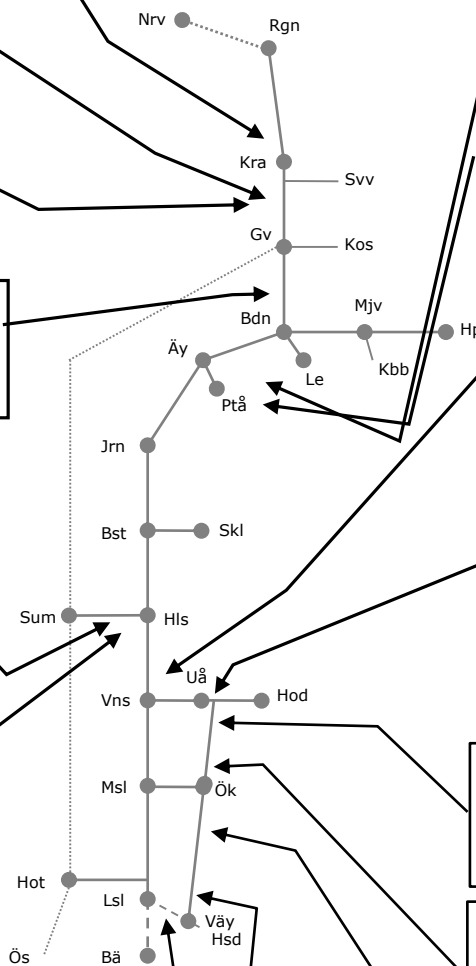 Nrv
Rgn
Kra
Svv
Gv
Kos
Bdn
Mjv
Äy
Le
Kbb
Ptå
Jrn
Bst
Skl
Sum
Hls
Uå
Vns
Hod
Msl
Ök
Hot
Lsl
Väy
Hsd
Ös
Bä